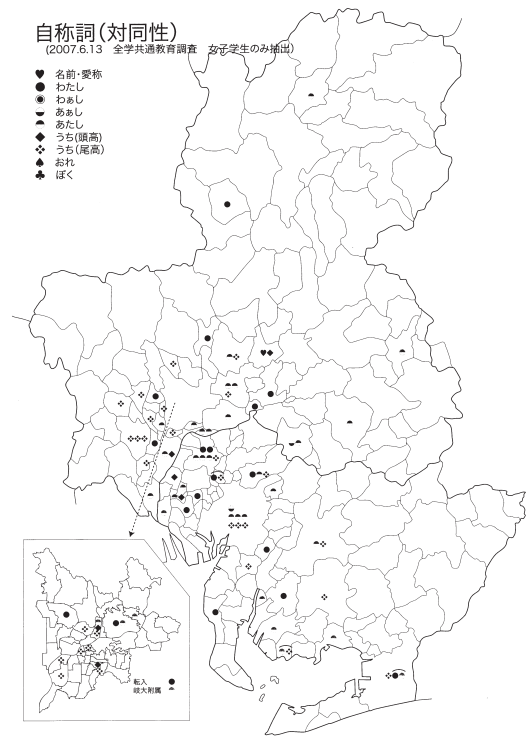 自称詞(対同性)
(2007.6.13　全学共通教育調査　女子学生のみ抽出)
♥ 名前・愛称
● わたし
◉ わぁし
あぁし
あたし
◆ うち(頭高)
❖ うち(尾高)
♠ おれ
♣ ぼく
転入 ●
岐大附属